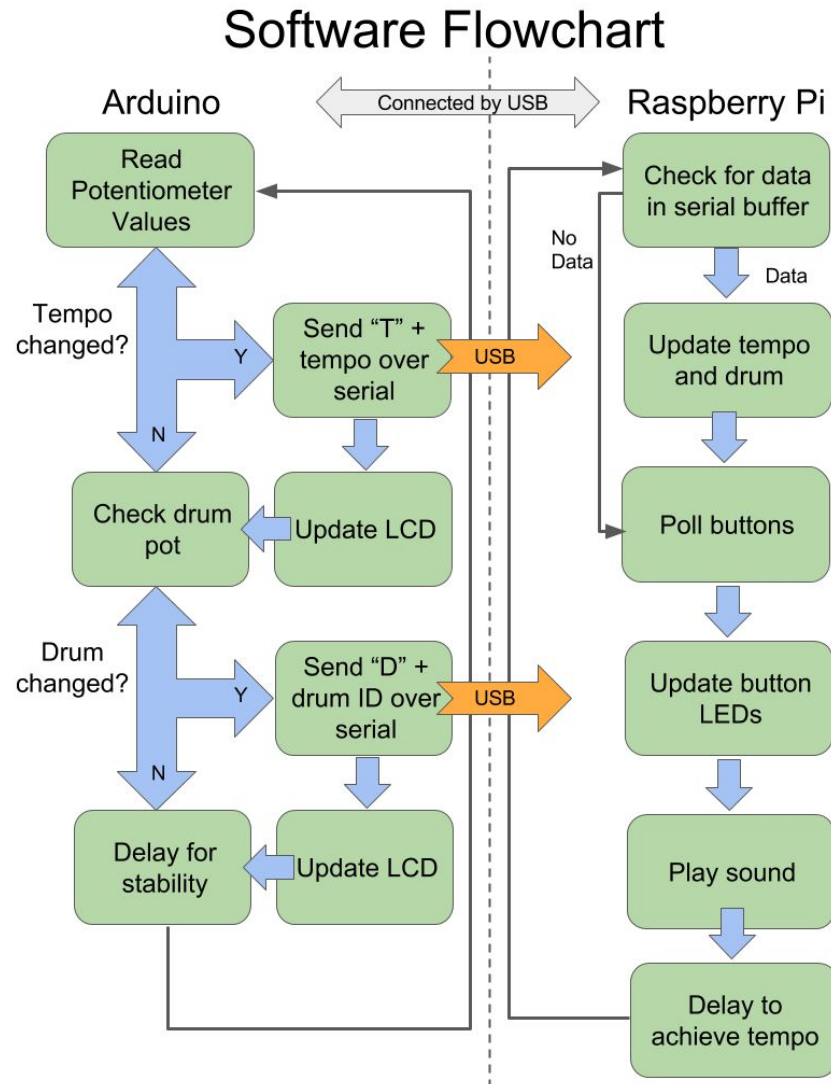 Software Flowchart
Connected by USB
Arduino
Raspberry Pi
Read
Potentiometer
Values
Tempo
changed?
Y
N
Send “T” +
tempo over
serial
USB
Check drum
pot
Update LCD
Drum
changed?
Y
N
Send “D” +
drum ID over
serial
USB
Delay for
stability
Update LCD
Check for data
in serial buffer
No
Data
Data
Update tempo
and drum
Poll buttons
Update button
LEDs
Play sound
Delay to
achieve tempo